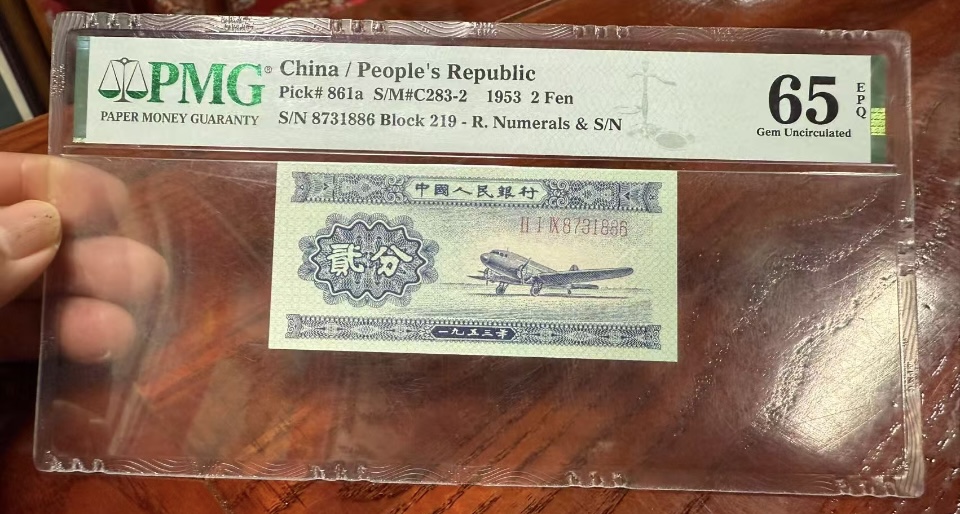 PMG®
PAPER MONEY GUARANTY
China / People's Republic
Pick# 861a S/M#C283-2 1953 2 Fen
S/N 8731886 Block 219 - R. Numerals & S/N
65 EPQ
Gem Uncirculated
中國人民銀行
II I IX 8731886
貳分
一九五三年